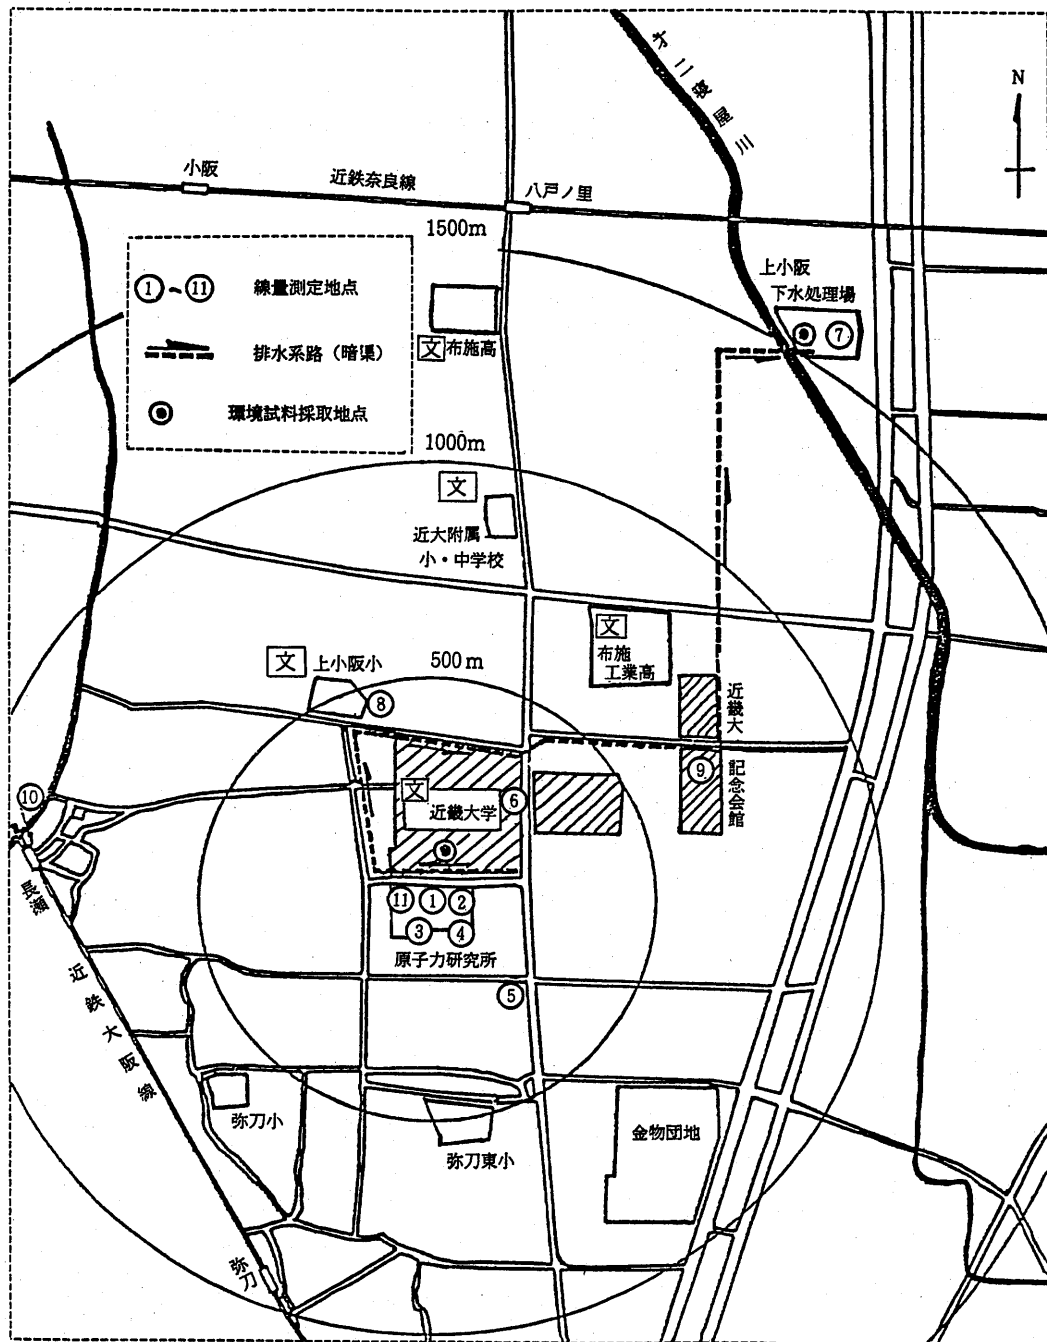 才二寝屋川
N
小阪
近鉄奈良線
八戸ノ里
1500m
①~⑪ 線量測定地点
排水系路(暗渠)
環境試料採取地点
上小阪
下水処理場
⑦
文 布施高
1000m
文
近大附属
小・中学校
文 上小阪小
⑧
500m
文
布施
工業高
近畿大
記念会館
⑨
⑩
文
近畿大学
⑥
長瀬
⑪ ① ②
③ ④
原子力研究所
⑤
近鉄大阪線
弥刀小
弥刀東小
金物団地
弥刀